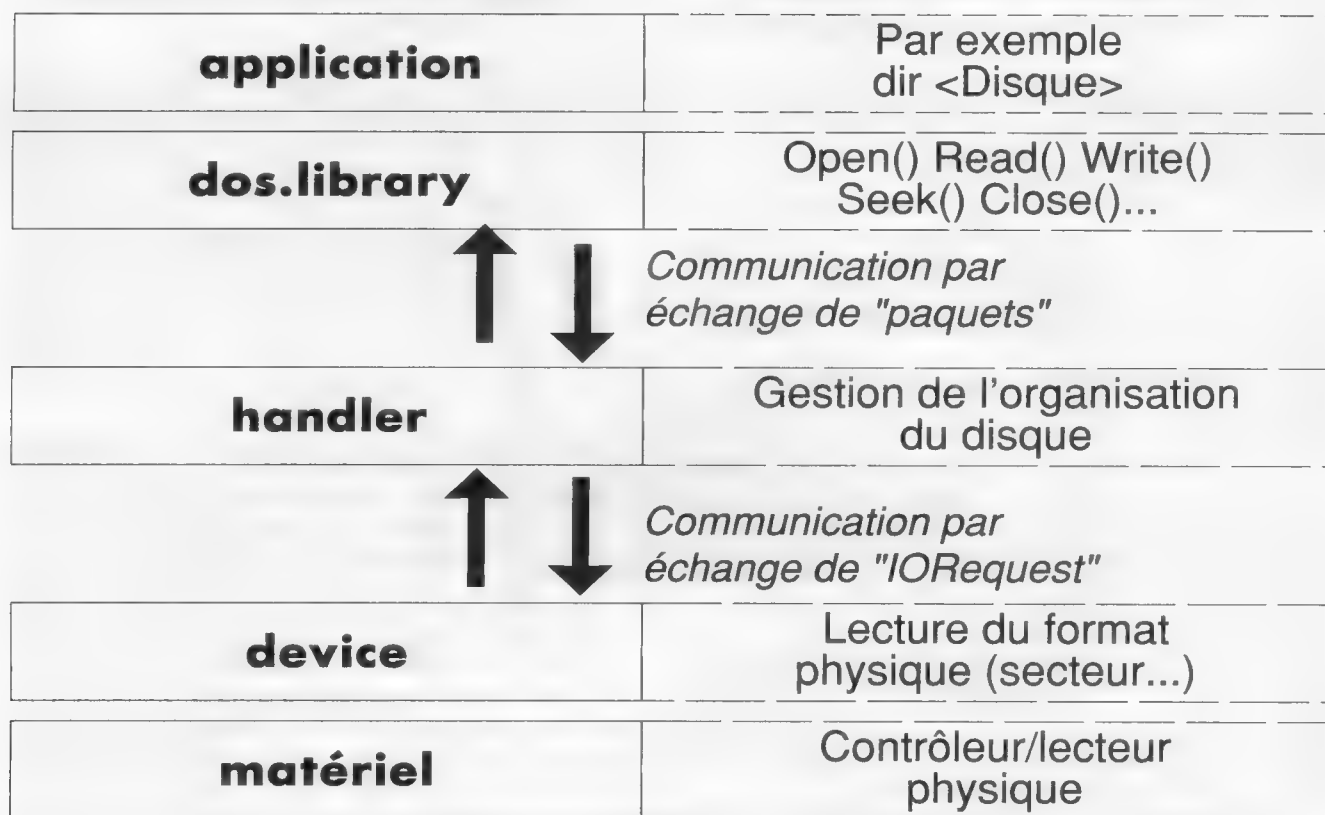 application
Par exemple
dir <Disque>
dos.library
Open() Read() Write()
Seek() Close()...
Communication par
échange de "paquets"
handler
Gestion de l'organisation
du disque
Communication par
échange de "IORequest"
device
Lecture du format
physique (secteur...)
matériel
Contrôleur/lecteur
physique